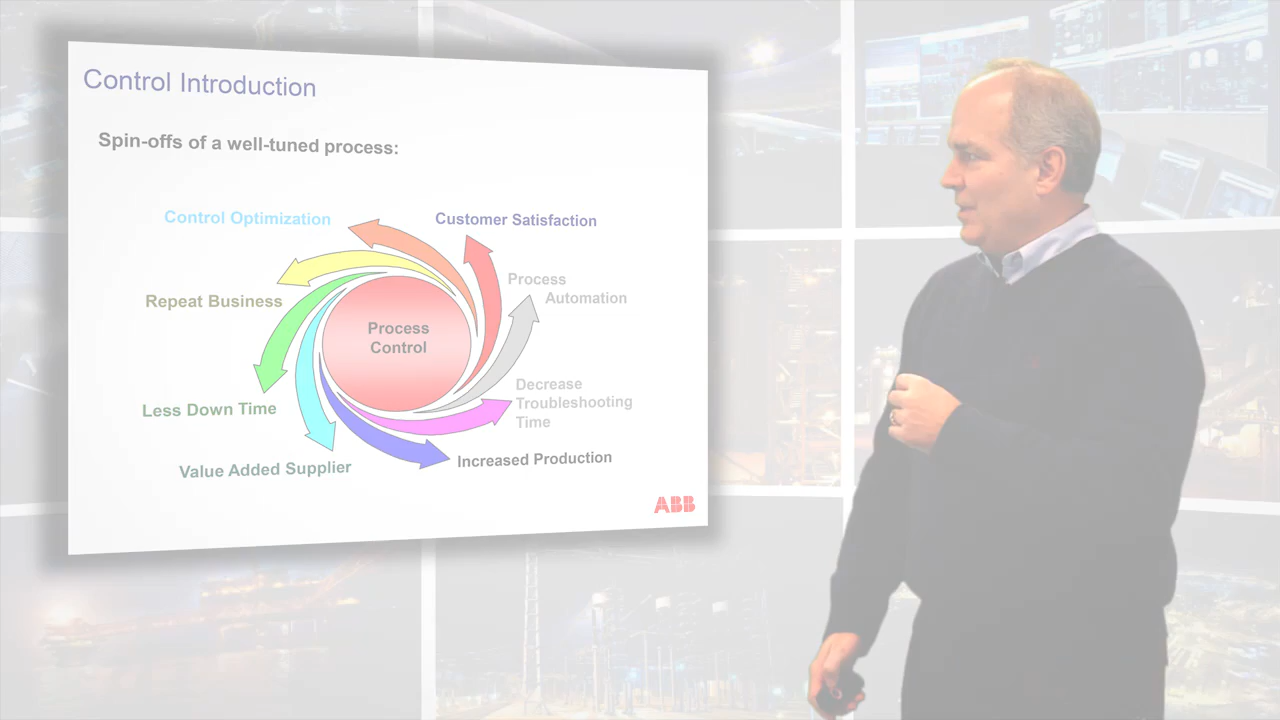 Control Introduction
Spin-offs of a well-tuned process:
Control Optimization
Customer Satisfaction
Process
Automation
Repeat Business
Process
Control
Decrease
Troubleshooting
Time
Less Down Time
Increased Production
Value Added Supplier
ABB